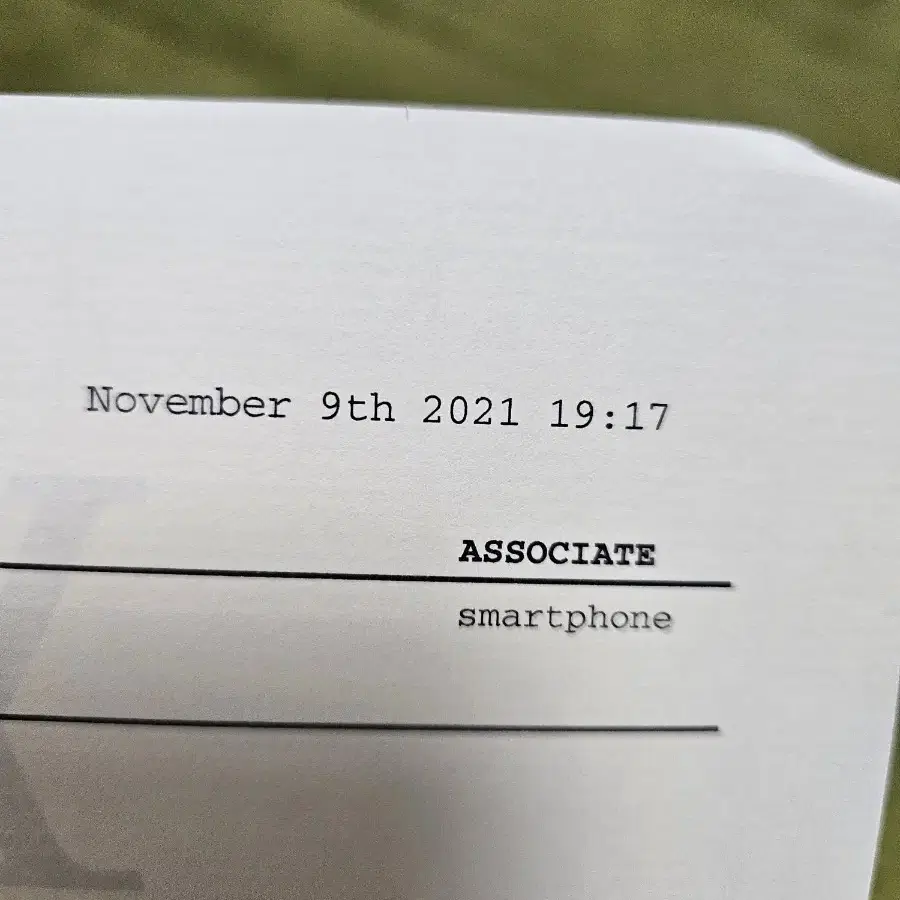 November 9th 2021 19:17
ASSOCIATE
smartphone